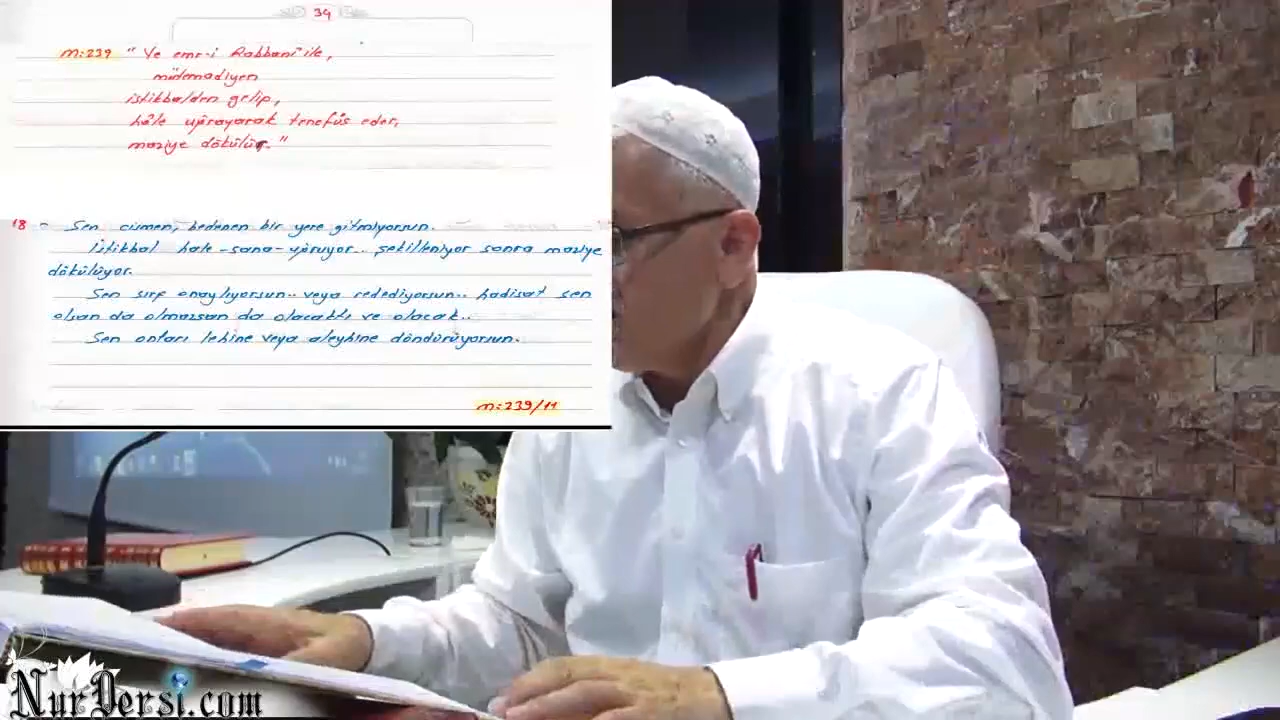 34
M:239 " Ve emr-i Rabbanî ile,
mütemadiyen
istikbalden gelip,
hâle uğrayarak teneffüs eder,
maziye dökülür."
18 = Sen cismen, bedenen bir yere gitmiyorsun.
İstikbal hale -sana- uğruyor.. şekilleniyor sonra maziye
dökülüyor.
Sen sırf onaylıyorsun.. veya reddediyorsun.. hadisat sen
olsan da olmazsan da olacaktı ve olacak..
Sen onları lehine veya aleyhine döndürüyorsun.
M:239/11
NurDersi.com